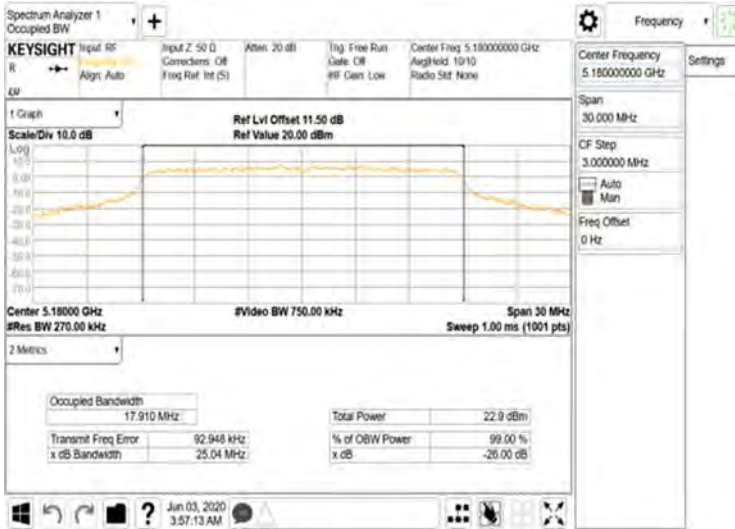 Spectrum Analyzer 1
Occupied BW
+
Frequency
KEYSIGHT
Input: RF
Input Z: 50 Ω
Atten: 20 dB
Trig: Free Run
Center Freq: 5.180000000 GHz
Corrections: Off
Gate: Off
Avg|Hold: 10/10
R
Align: Auto
Freq Ref: Int (S)
#IF Gain: Low
Radio Std: None
Center Frequency
5.180000000 GHz
Settings
Span
30.000 MHz
CF Step
3.000000 MHz
Auto
Man
Freq Offset
0 Hz
1 Graph
Ref Lvl Offset 11.50 dB
Scale/Div 10.0 dB
Ref Value 20.00 dBm
Log
Center 5.18000 GHz
#Video BW 750.00 kHz
Span 30 MHz
#Res BW 270.00 kHz
Sweep 1.00 ms (1001 pts)
2 Metrics
Occupied Bandwidth
17.910 MHz
Total Power
22.9 dBm
Transmit Freq Error
92.948 kHz
% of OBW Power
99.00 %
x dB Bandwidth
25.04 MHz
x dB
-26.00 dB
?
Jun 03, 2020
3:57:13 AM